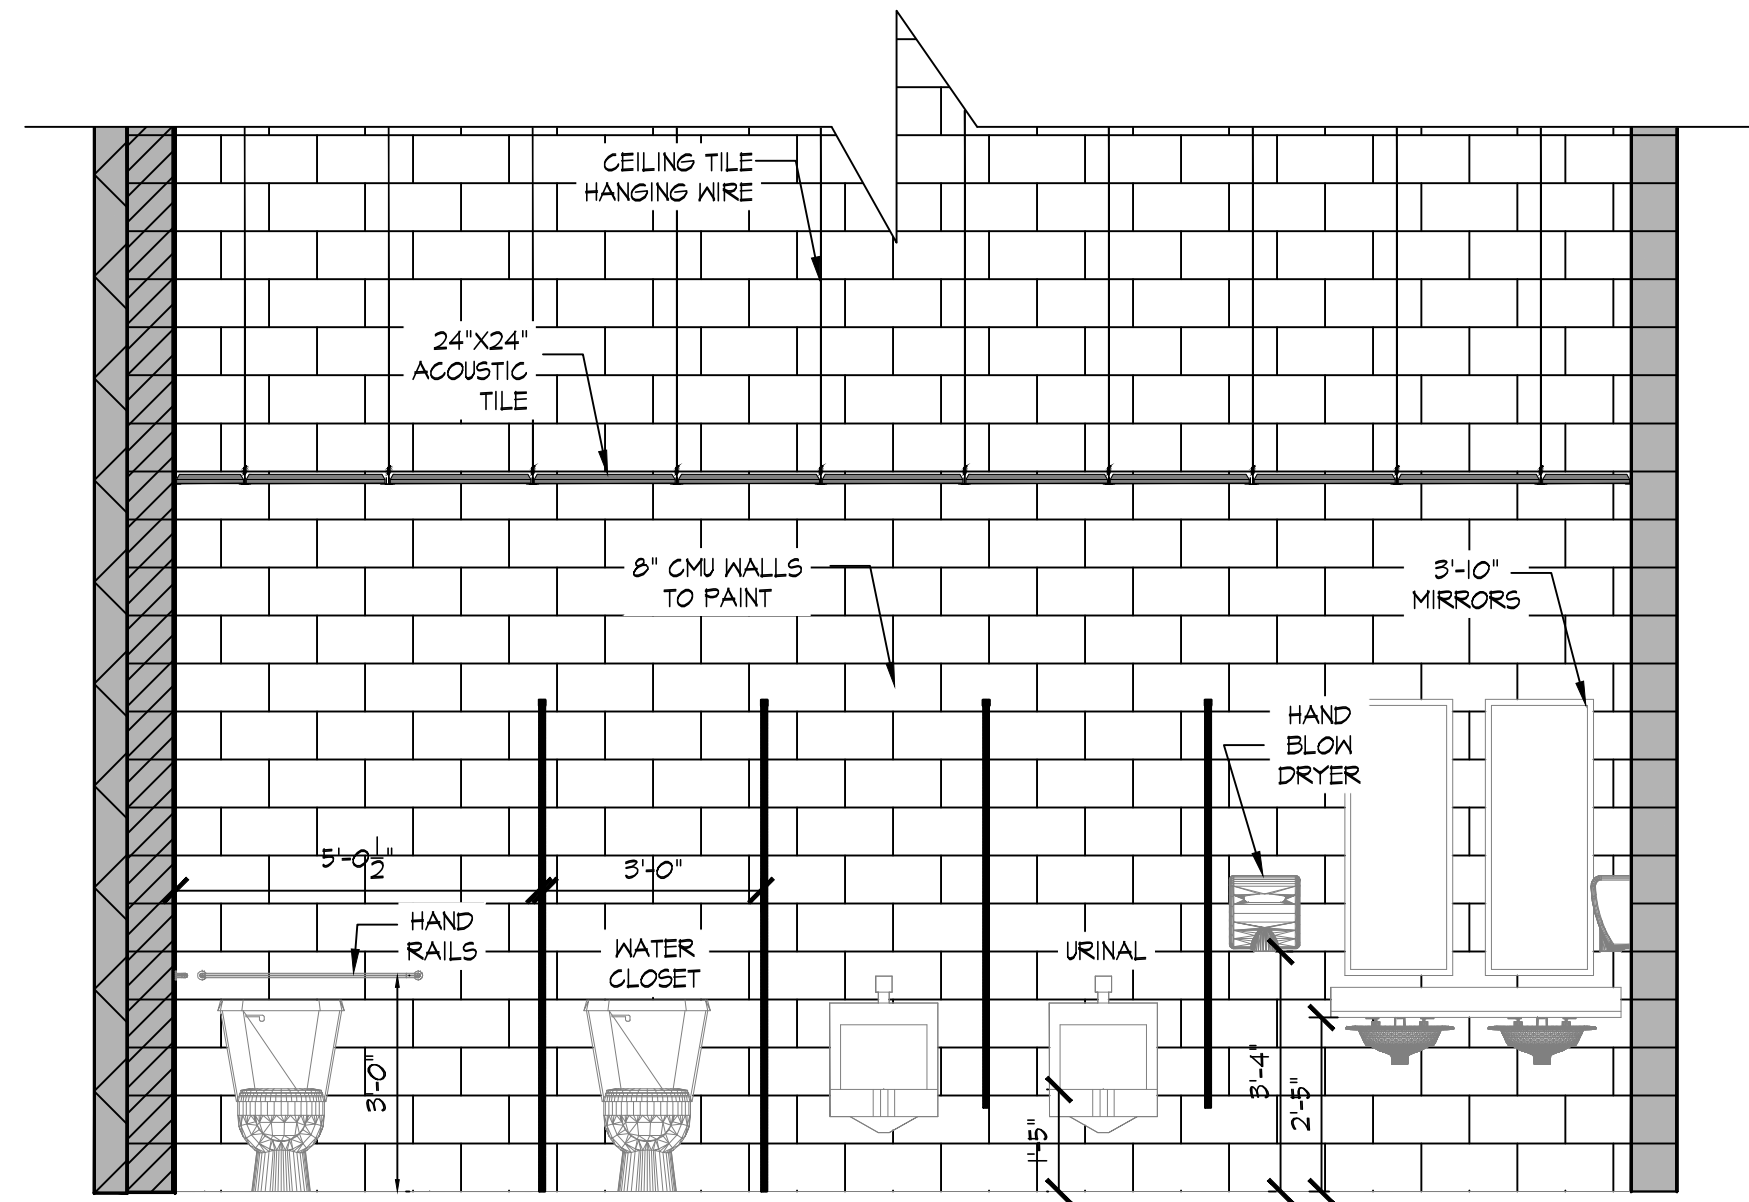 CEILING TILE
HANGING WIRE
24"X24"
ACOUSTIC
TILE
8" CMU WALLS
TO PAINT
3'-10"
MIRRORS
HAND
BLOW
DRYER
5'-0 1/2"
3'-0"
HAND
RAILS
WATER
CLOSET
URINAL
3'-0"
1'-5"
3'-4"
2'-5"